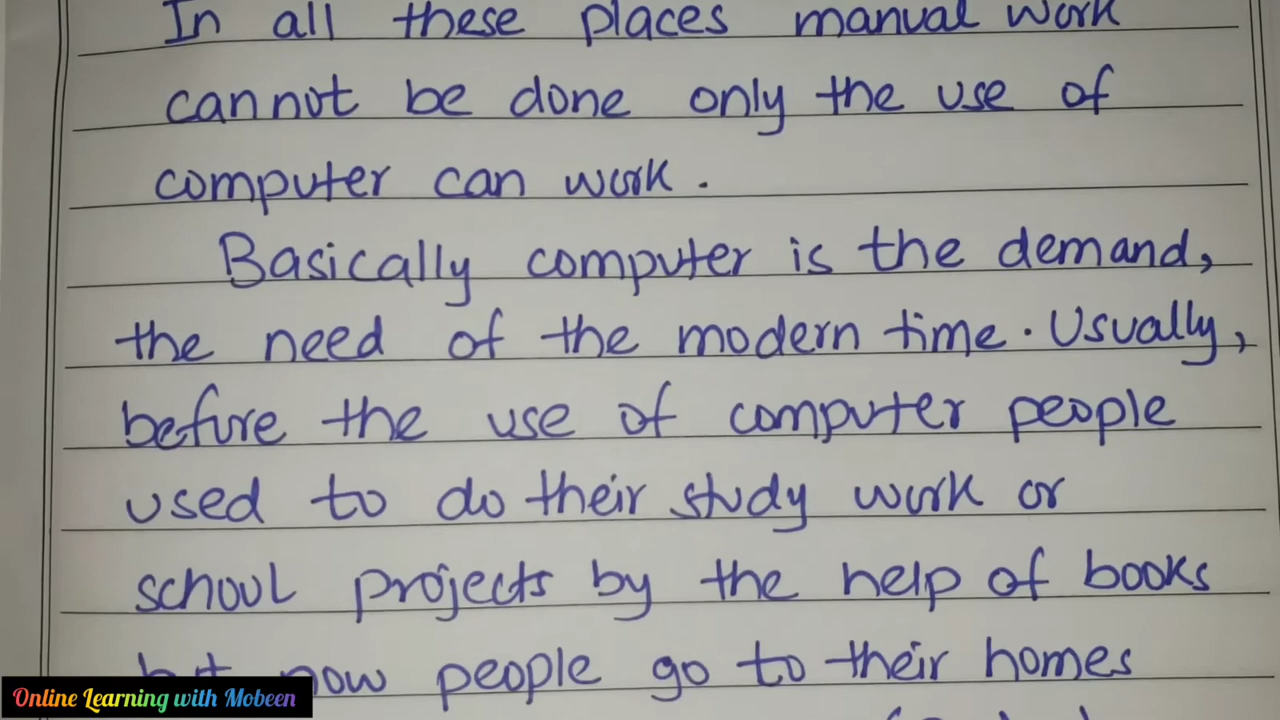 In all these places manual work
cannot be done only the use of
computer can work.
Basically computer is the demand,
the need of the modern time. Usually,
before the use of computer people
used to do their study work or
school projects by the help of books
but now people go to their homes
Online Learning with Mobeen